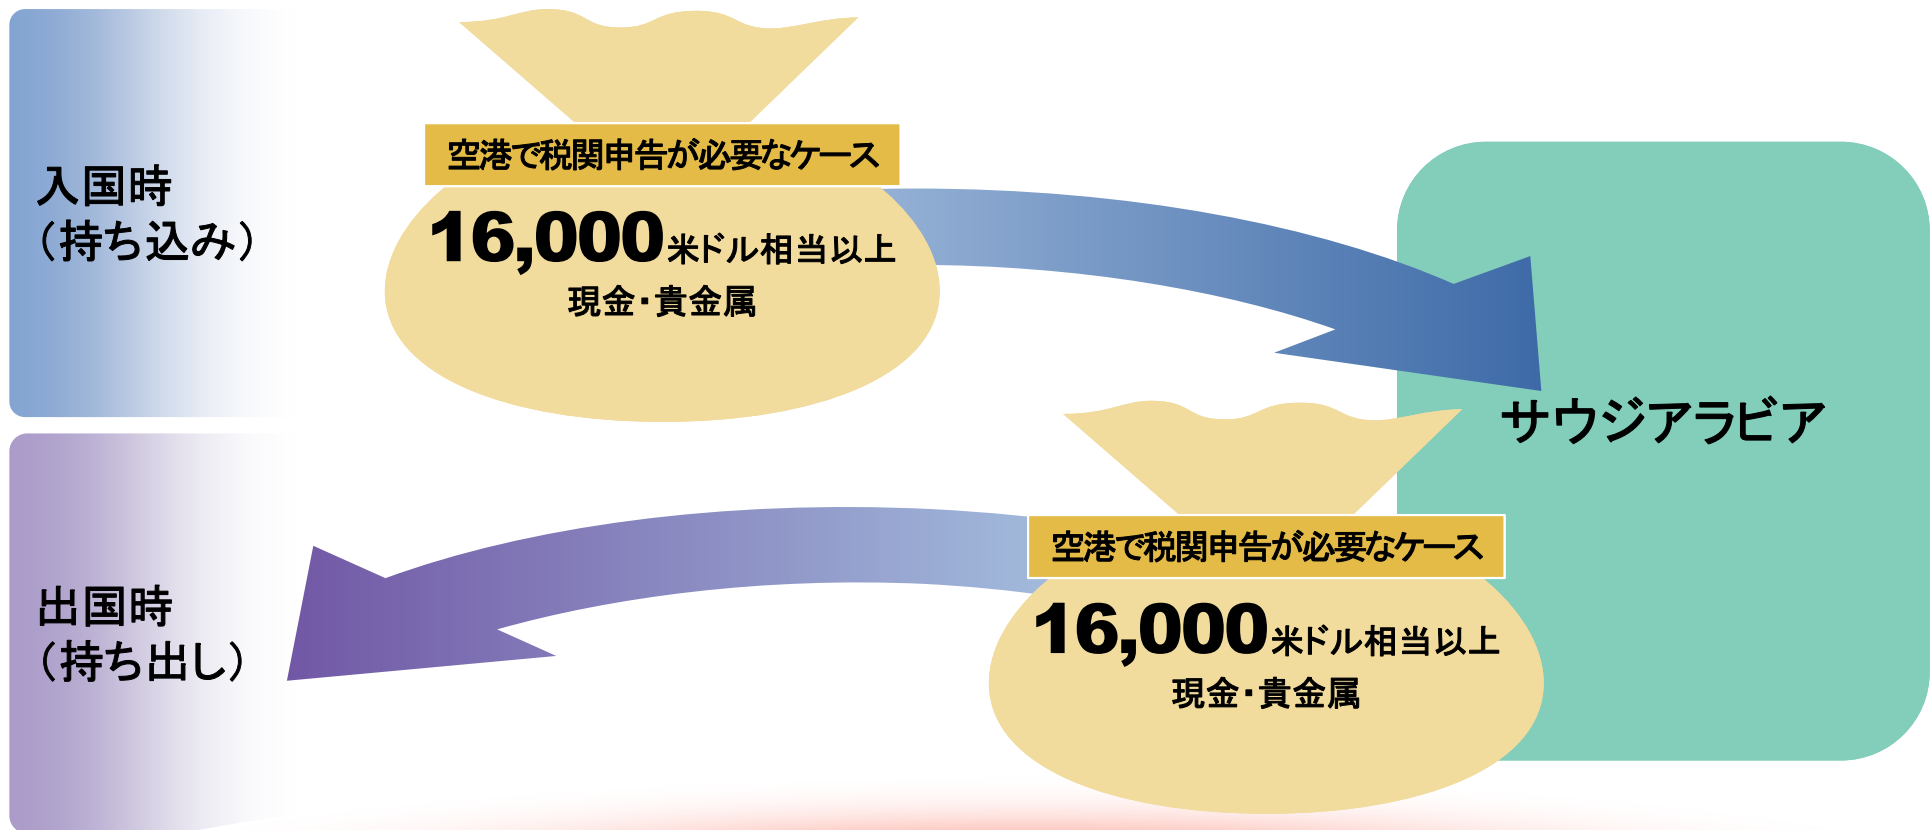 入国時
（持ち込み）
空港で税関申告が必要なケース
16,000米ドル相当以上
現金・貴金属
サウジアラビア
出国時
（持ち出し）
空港で税関申告が必要なケース
16,000米ドル相当以上
現金・貴金属